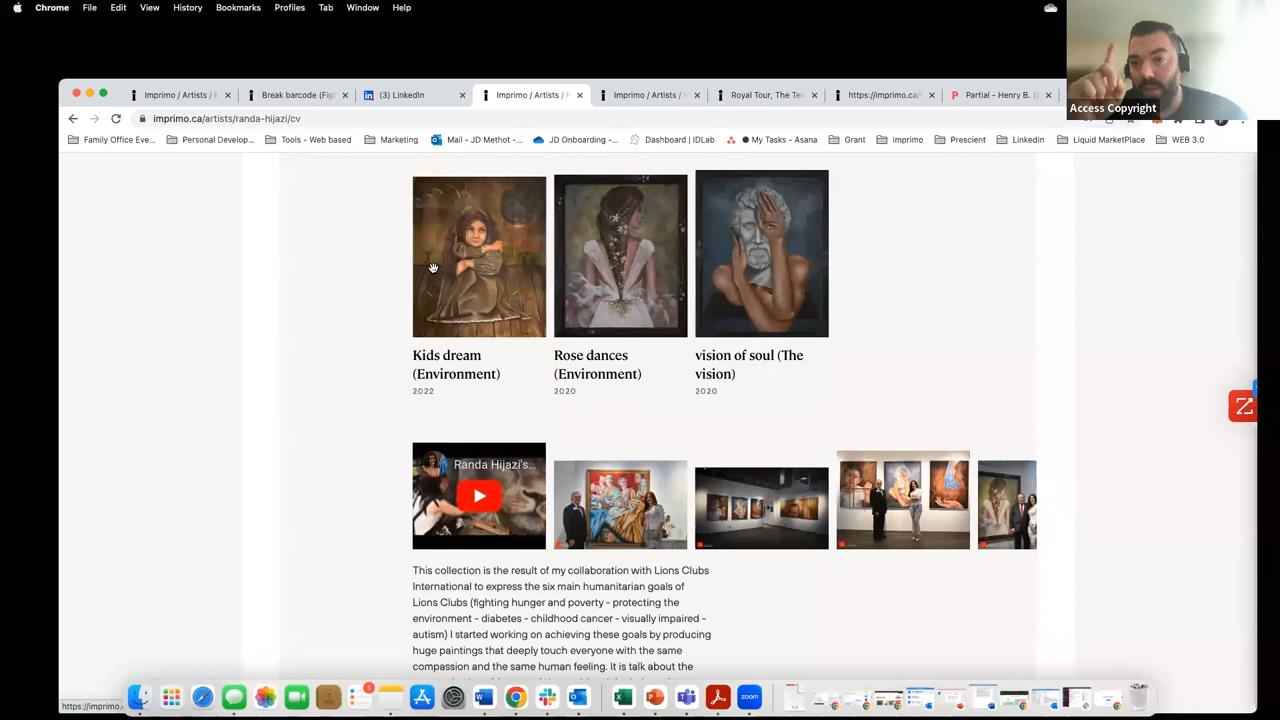 Chrome File Edit View History Bookmarks Profiles Tab Window Help
Access Copyright
Imprimo / Artists / E
Break barcode (Fig
(3) LinkedIn
Imprimo / Artists /
Imprimo / Artists /
Royal Tour, The Ter
https://imprimo.ca/
Partial - Henry B.
imprimo.ca/artists/randa-hijazi/cv
Family Office Eve...
Personal Develop...
Tools - Web based
Marketing
Mail - JD Methot -...
JD Onboarding -...
Dashboard | IDLab
My Tasks - Asana
Grant
imprimo
Prescient
Linkedin
Liquid MarketPlace
WEB 3.0
Kids dream
(Environment)
2022
Rose dances
(Environment)
2020
vision of soul (The
vision)
2020
Randa Hijazi's...
This collection is the result of my collaboration with Lions Clubs
International to express the six main humanitarian goals of
Lions Clubs (fighting hunger and poverty - protecting the
environment - diabetes - childhood cancer - visually impaired -
autism) I started working on achieving these goals by producing
huge paintings that deeply touch everyone with the same
compassion and the same human feeling. It is talk about the
https://imprimo.
zoom